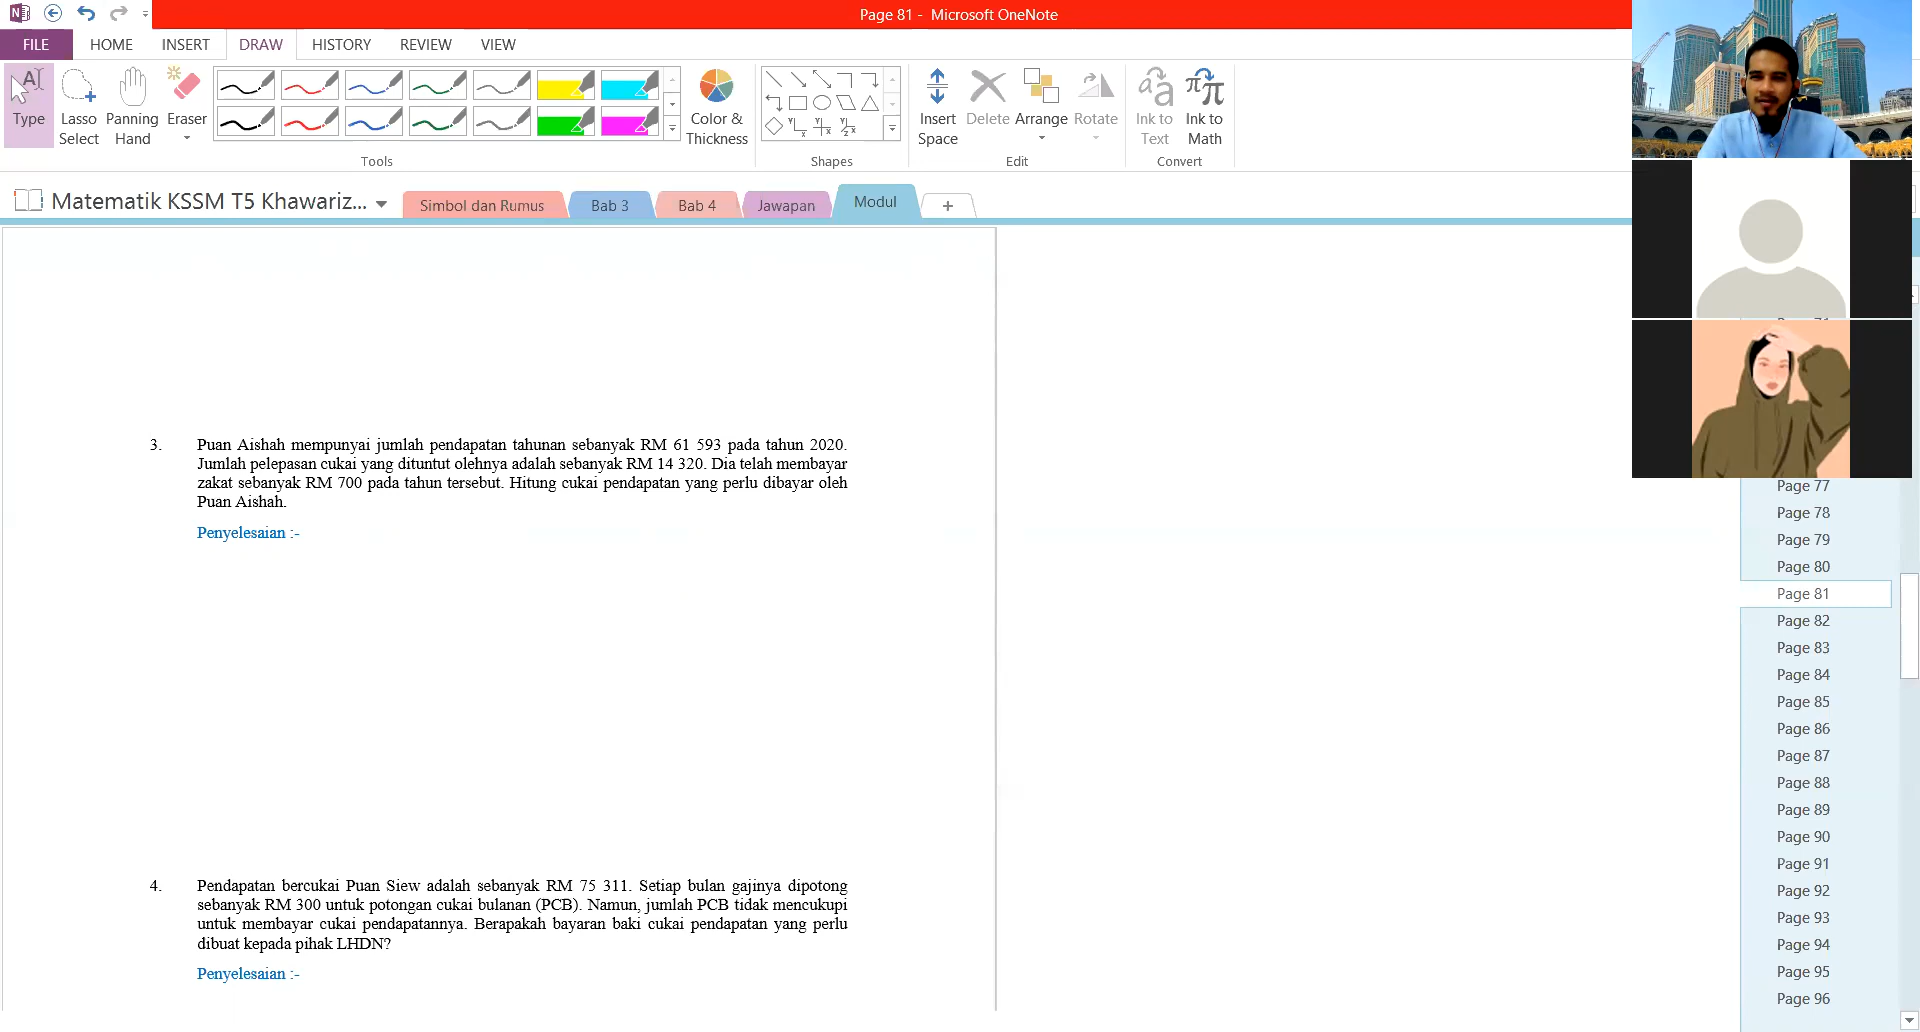 Page 81 - Microsoft OneNote
FILE HOME INSERT DRAW HISTORY REVIEW VIEW
Type
Lasso Select
Panning Hand
Eraser
Color & Thickness
Insert Space
Delete
Arrange
Rotate
Ink to Text
Ink to Math
Tools
Shapes
Edit
Convert
Matematik KSSM T5 Khawariz...
Simbol dan Rumus
Bab 3
Bab 4
Jawapan
Modul
+
3. Puan Aishah mempunyai jumlah pendapatan tahunan sebanyak RM 61 593 pada tahun 2020.
Jumlah pelepasan cukai yang dituntut olehnya adalah sebanyak RM 14 320. Dia telah membayar
zakat sebanyak RM 700 pada tahun tersebut. Hitung cukai pendapatan yang perlu dibayar oleh
Puan Aishah.
Penyelesaian :-
4. Pendapatan bercukai Puan Siew adalah sebanyak RM 75 311. Setiap bulan gajinya dipotong
sebanyak RM 300 untuk potongan cukai bulanan (PCB). Namun, jumlah PCB tidak mencukupi
untuk membayar cukai pendapatannya. Berapakah bayaran baki cukai pendapatan yang perlu
dibuat kepada pihak LHDN?
Penyelesaian :-
Page 77
Page 78
Page 79
Page 80
Page 81
Page 82
Page 83
Page 84
Page 85
Page 86
Page 87
Page 88
Page 89
Page 90
Page 91
Page 92
Page 93
Page 94
Page 95
Page 96